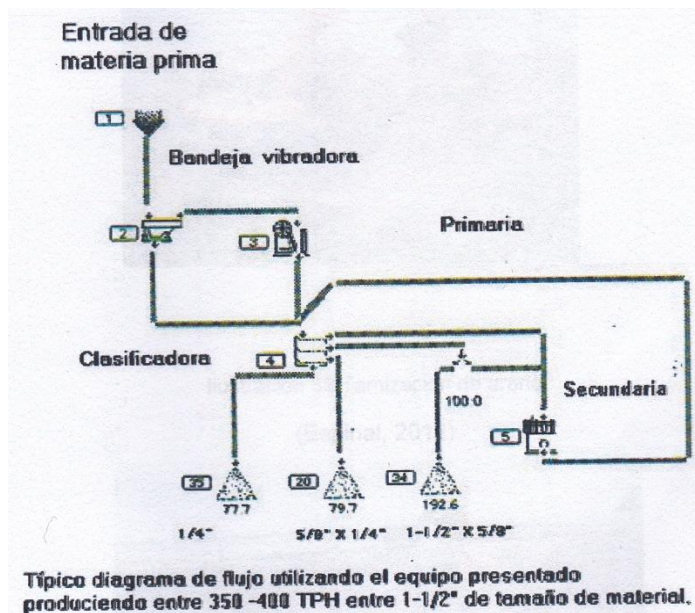 Entrada de
materia prima
1
Bandeja vibradora
2
3
Primaria
Clasificadora
4
100:0
Secundaria
5
20
77.7
79.7
192.6
1/4"
5/8" X 1/4"
1-1/2" X 5/8"
Típico diagrama de flujo utilizando el equipo presentado
produciendo entre 350 -400 TPH entre 1-1/2" de tamaño de material.